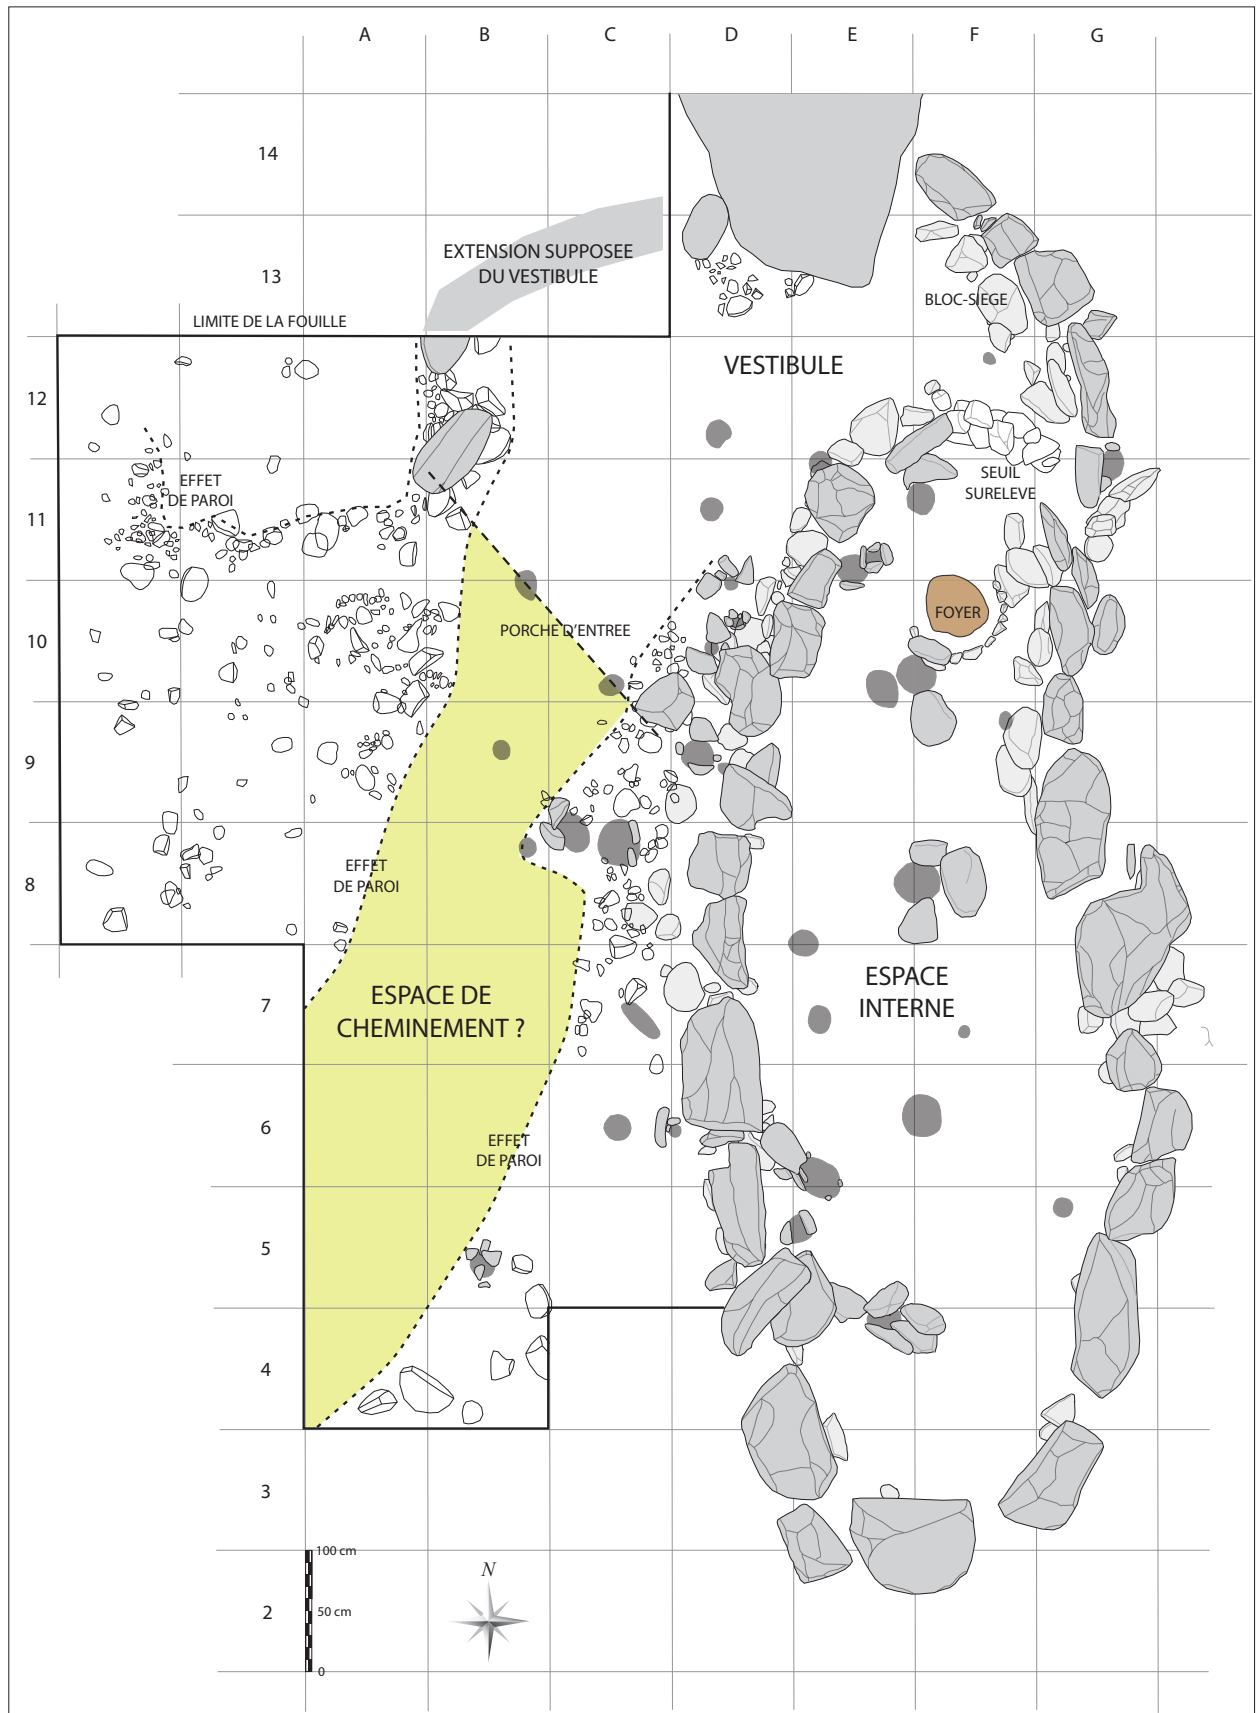 A B C D E F G
14
EXTENSION SUPPOSEE
DU VESTIBULE
13
BLOC-SIEGE
LIMITE DE LA FOUILLE
VESTIBULE
12
EFFET
DE PAROI
SEUIL
SURELEVE
11
FOYER
PORCHE D'ENTREE
10
9
EFFET
DE PAROI
8
ESPACE
INTERNE
ESPACE DE
CHEMINEMENT ?
7
6
EFFET
DE PAROI
5
4
3
100 cm
N
50 cm
2
0